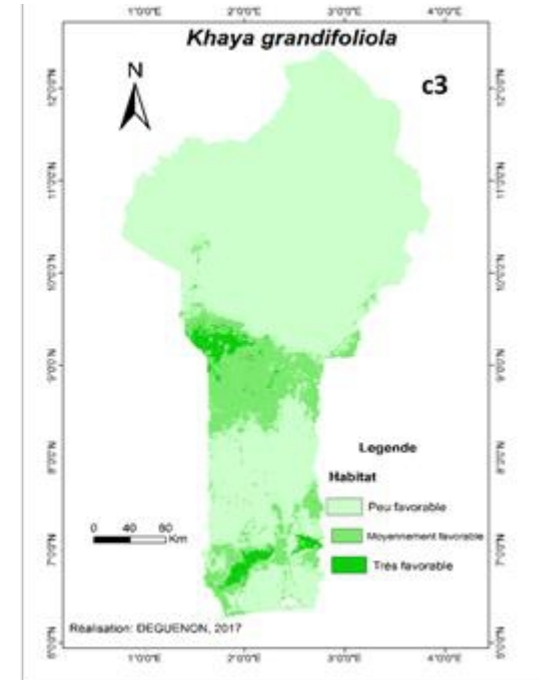 1°0'0"E 2°0'0"E 3°0'0"E 4°0'0"E
Khaya grandifoliola
N
c3
12°0'0"N 12°0'0"N
11°0'0"N 11°0'0"N
10°0'0"N 10°0'0"N
9°0'0"N 9°0'0"N
8°0'0"N 8°0'0"N
7°0'0"N 7°0'0"N
6°0'0"N 6°0'0"N
Legende
Habitat
Peu favorable
Moyennement favorable
Très favorable
0 40 80
Km
Réalisation: DEGUENON, 2017
1°0'0"E 2°0'0"E 3°0'0"E 4°0'0"E